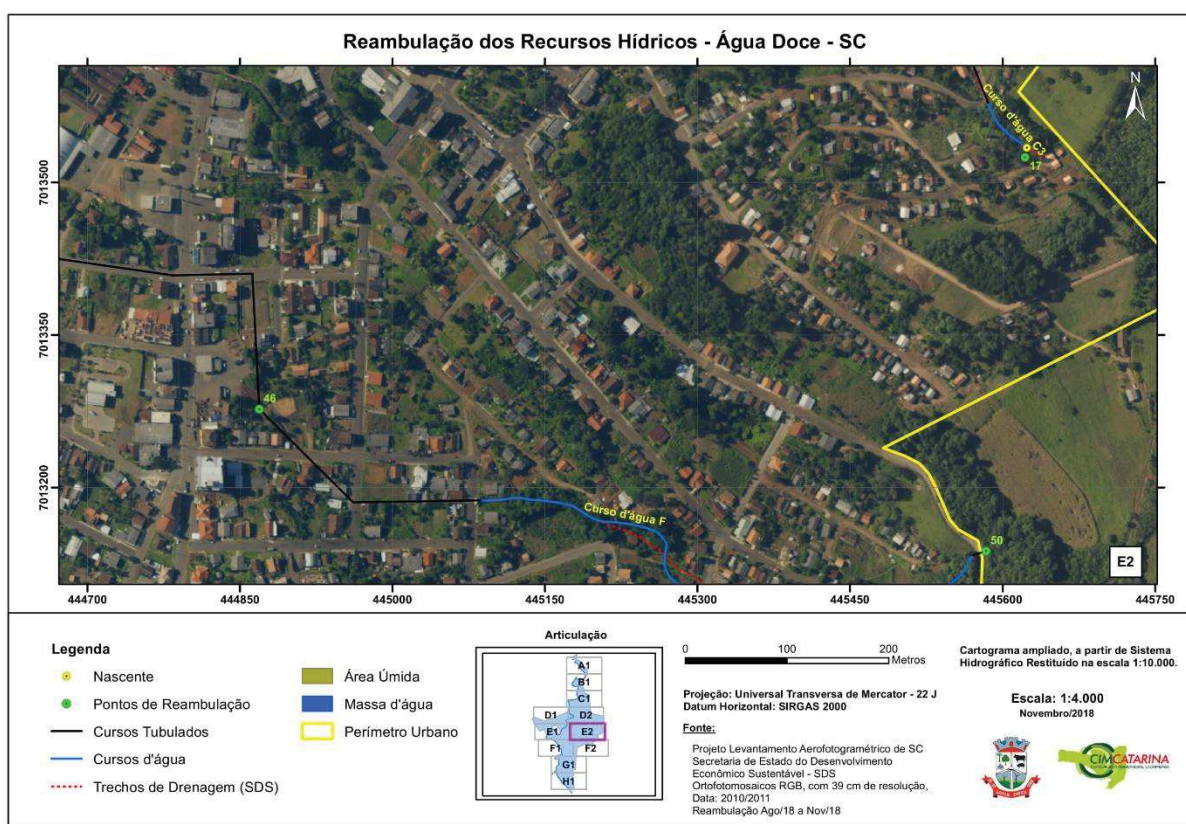 Reambulação dos Recursos Hídricos - Água Doce - SC
N
Curso d'água C3
17
7013500
7013350
7013200
46
Curso d'água F
50
E2
444700
444850
445000
445150
445300
445450
445600
445750
Legenda
Nascente
Pontos de Reambulação
Cursos Tubulados
Cursos d'água
Trechos de Drenagem (SDS)
Área Úmida
Massa d'água
Perímetro Urbano
Articulação
A1
B1
C1
D1
D2
E1
E2
F1
F2
G1
H1
0
100
200
Metros
Projeção: Universal Transversa de Mercator - 22 J
Datum Horizontal: SIRGAS 2000
Fonte:
Projeto Levantamento Aerofotogramétrico de SC
Secretaria de Estado do Desenvolvimento
Econômico Sustentável - SDS
Ortofotomosaicos RGB, com 39 cm de resolução,
Data: 2010/2011
Reambulação Ago/18 a Nov/18
Cartograma ampliado, a partir de Sistema
Hidrográfico Restituído na escala 1:10.000.
Escala: 1:4.000
Novembro/2018
ÁGUA DOCE
CIMCATARINA